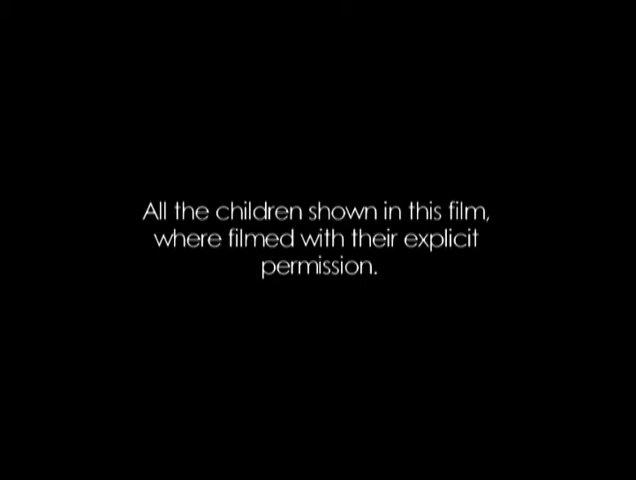 All the children shown in this film,
where filmed with their explicit
permission.